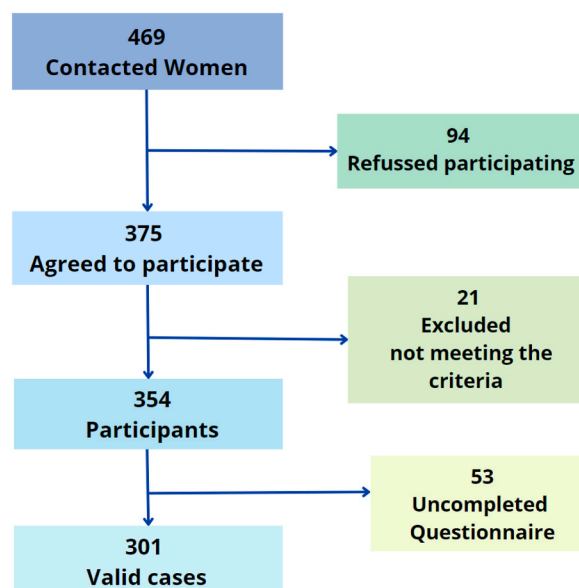 469
Contacted Women
94
Refussed participating
375
Agreed to participate
21
Excluded
not meeting the
criteria
354
Participants
53
Uncompleted
Questionnaire
301
Valid cases